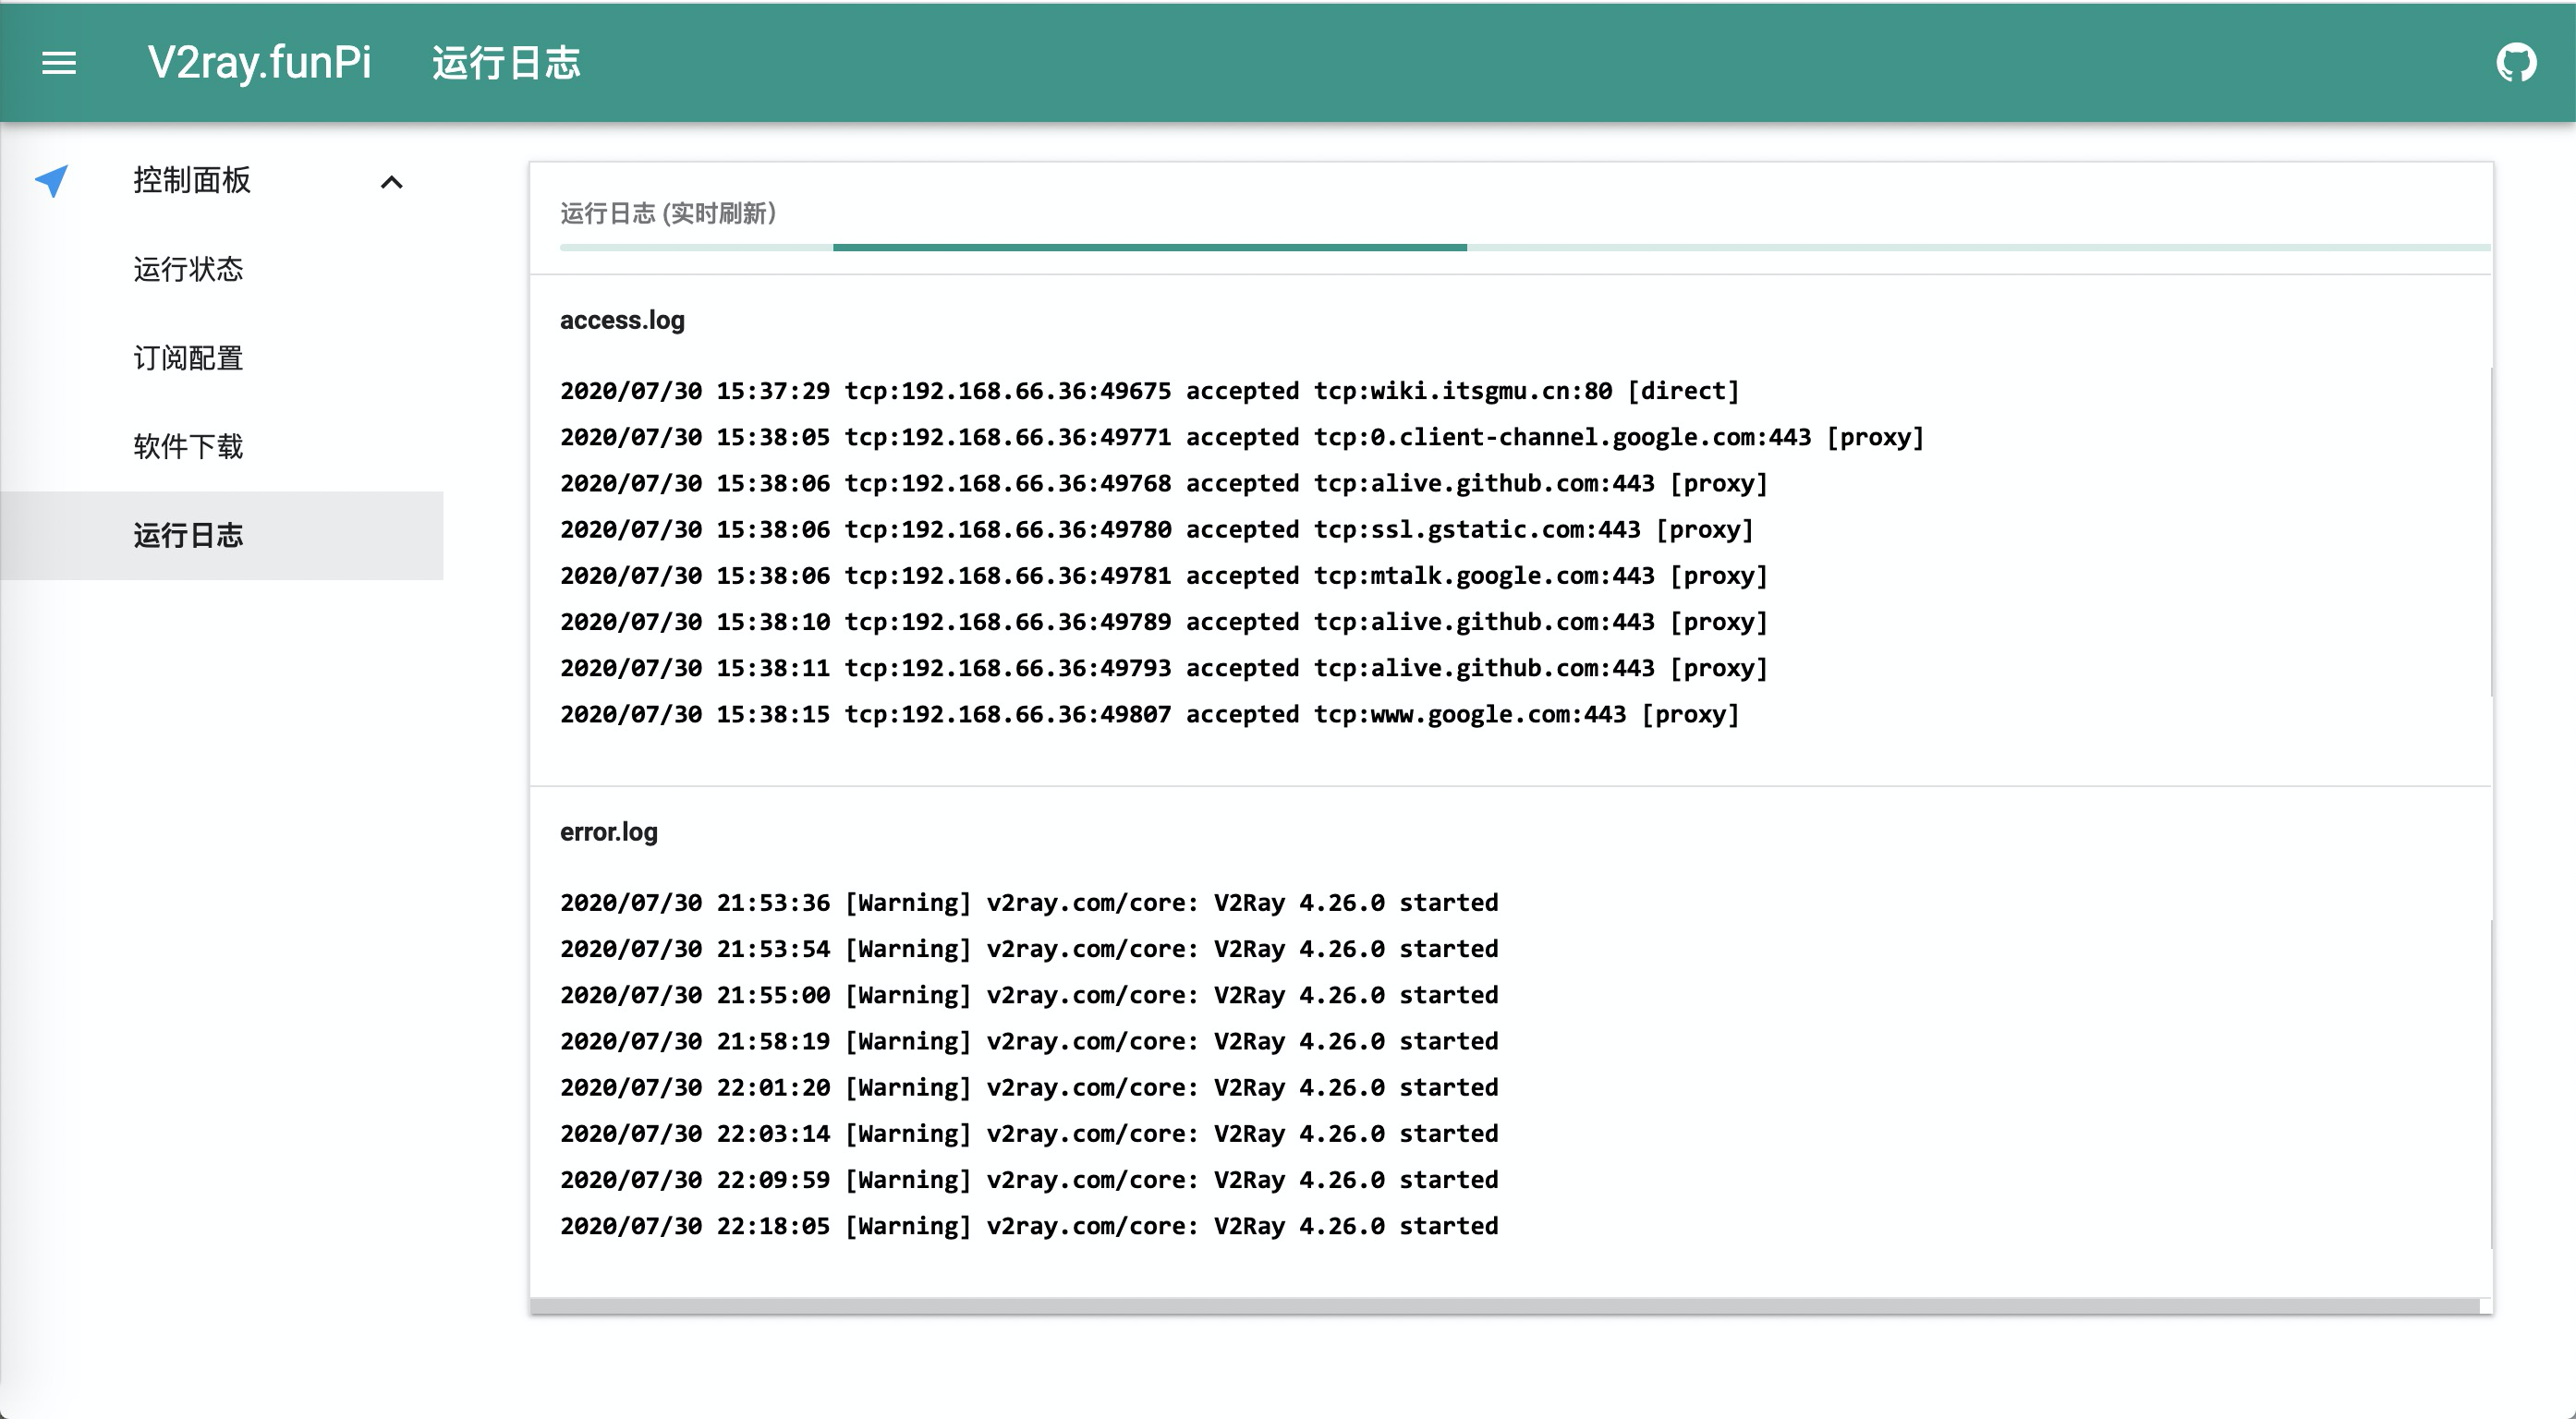 V2ray.funPi 运行日志
控制面板
运行状态
订阅配置
软件下载
运行日志
运行日志 (实时刷新)
access.log
2020/07/30 15:37:29 tcp:192.168.66.36:49675 accepted tcp:wiki.itsgmu.cn:80 [direct]
2020/07/30 15:38:05 tcp:192.168.66.36:49771 accepted tcp:0.client-channel.google.com:443 [proxy]
2020/07/30 15:38:06 tcp:192.168.66.36:49768 accepted tcp:alive.github.com:443 [proxy]
2020/07/30 15:38:06 tcp:192.168.66.36:49780 accepted tcp:ssl.gstatic.com:443 [proxy]
2020/07/30 15:38:06 tcp:192.168.66.36:49781 accepted tcp:mtalk.google.com:443 [proxy]
2020/07/30 15:38:10 tcp:192.168.66.36:49789 accepted tcp:alive.github.com:443 [proxy]
2020/07/30 15:38:11 tcp:192.168.66.36:49793 accepted tcp:alive.github.com:443 [proxy]
2020/07/30 15:38:15 tcp:192.168.66.36:49807 accepted tcp:www.google.com:443 [proxy]
error.log
2020/07/30 21:53:36 [Warning] v2ray.com/core: V2Ray 4.26.0 started
2020/07/30 21:53:54 [Warning] v2ray.com/core: V2Ray 4.26.0 started
2020/07/30 21:55:00 [Warning] v2ray.com/core: V2Ray 4.26.0 started
2020/07/30 21:58:19 [Warning] v2ray.com/core: V2Ray 4.26.0 started
2020/07/30 22:01:20 [Warning] v2ray.com/core: V2Ray 4.26.0 started
2020/07/30 22:03:14 [Warning] v2ray.com/core: V2Ray 4.26.0 started
2020/07/30 22:09:59 [Warning] v2ray.com/core: V2Ray 4.26.0 started
2020/07/30 22:18:05 [Warning] v2ray.com/core: V2Ray 4.26.0 started